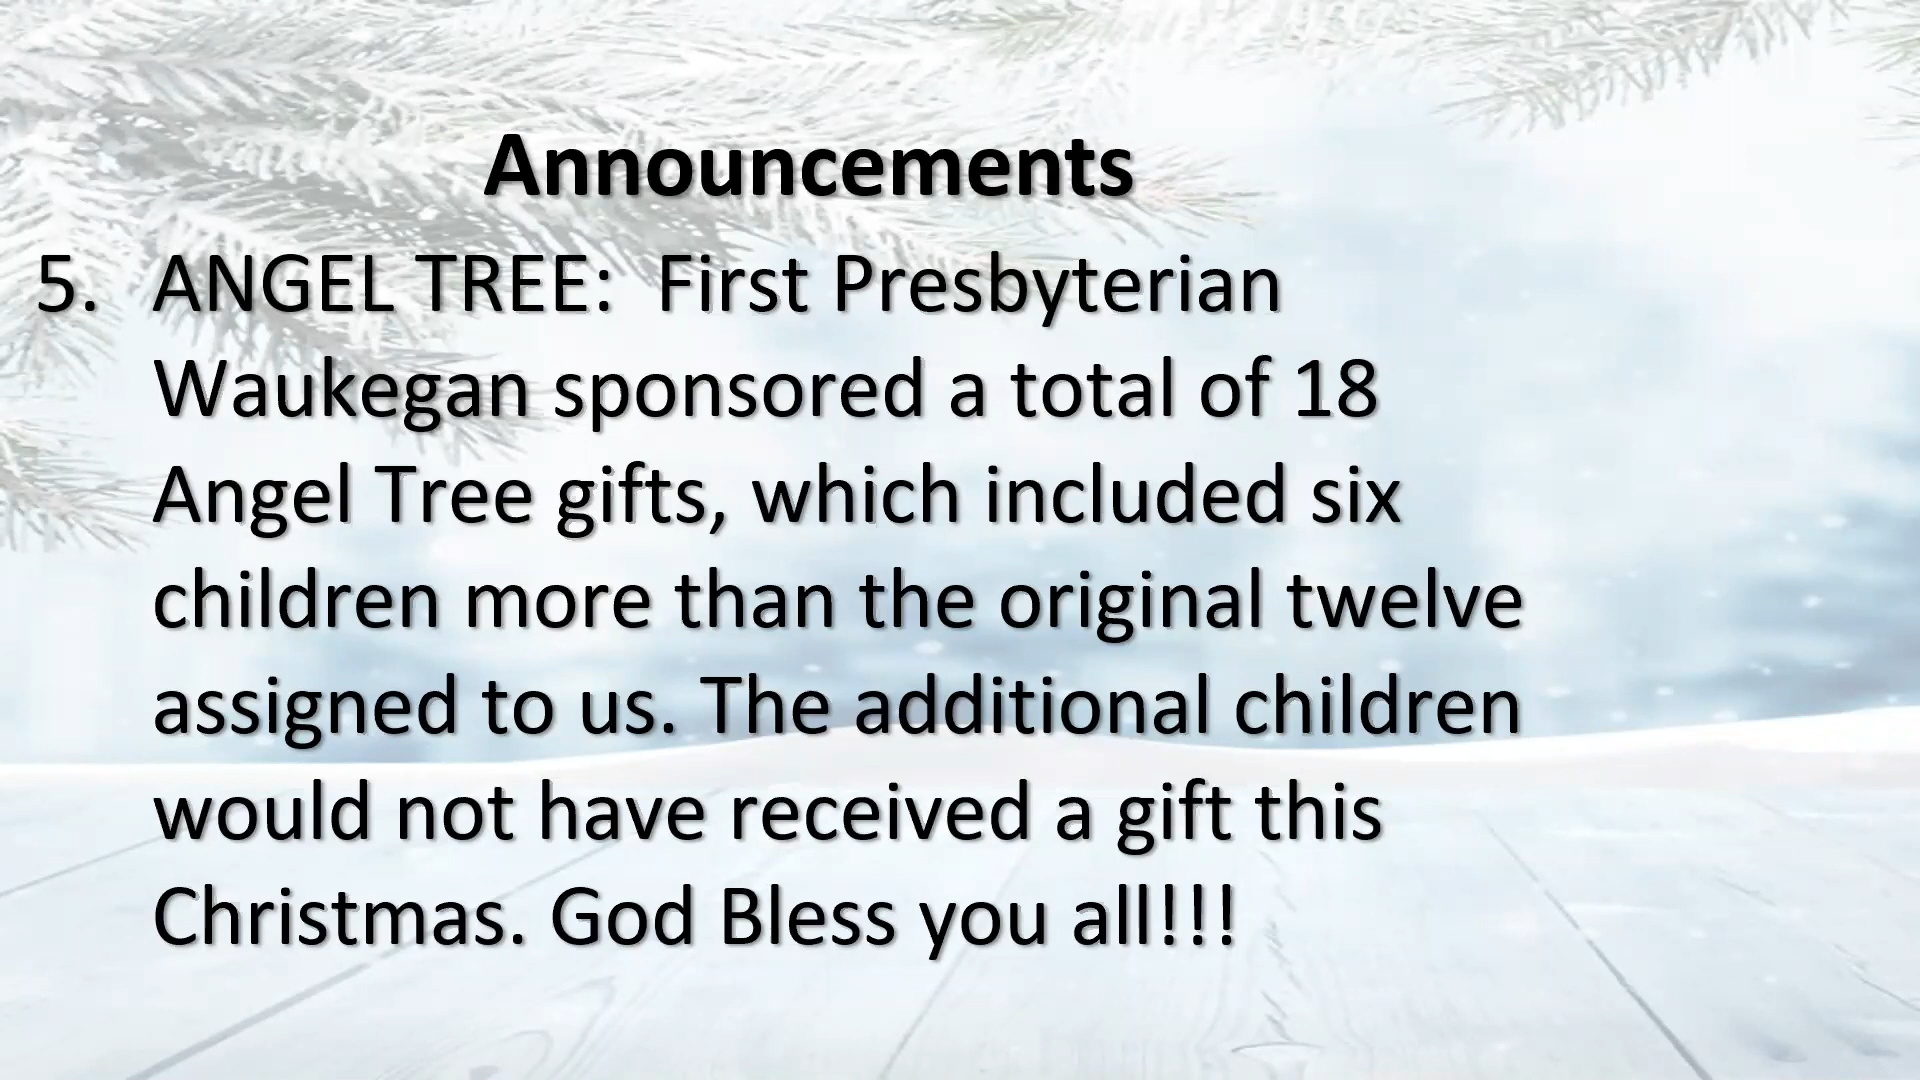 Announcements
5. ANGEL TREE: First Presbyterian
Waukegan sponsored a total of 18
Angel Tree gifts, which included six
children more than the original twelve
assigned to us. The additional children
would not have received a gift this
Christmas. God Bless you all!!!